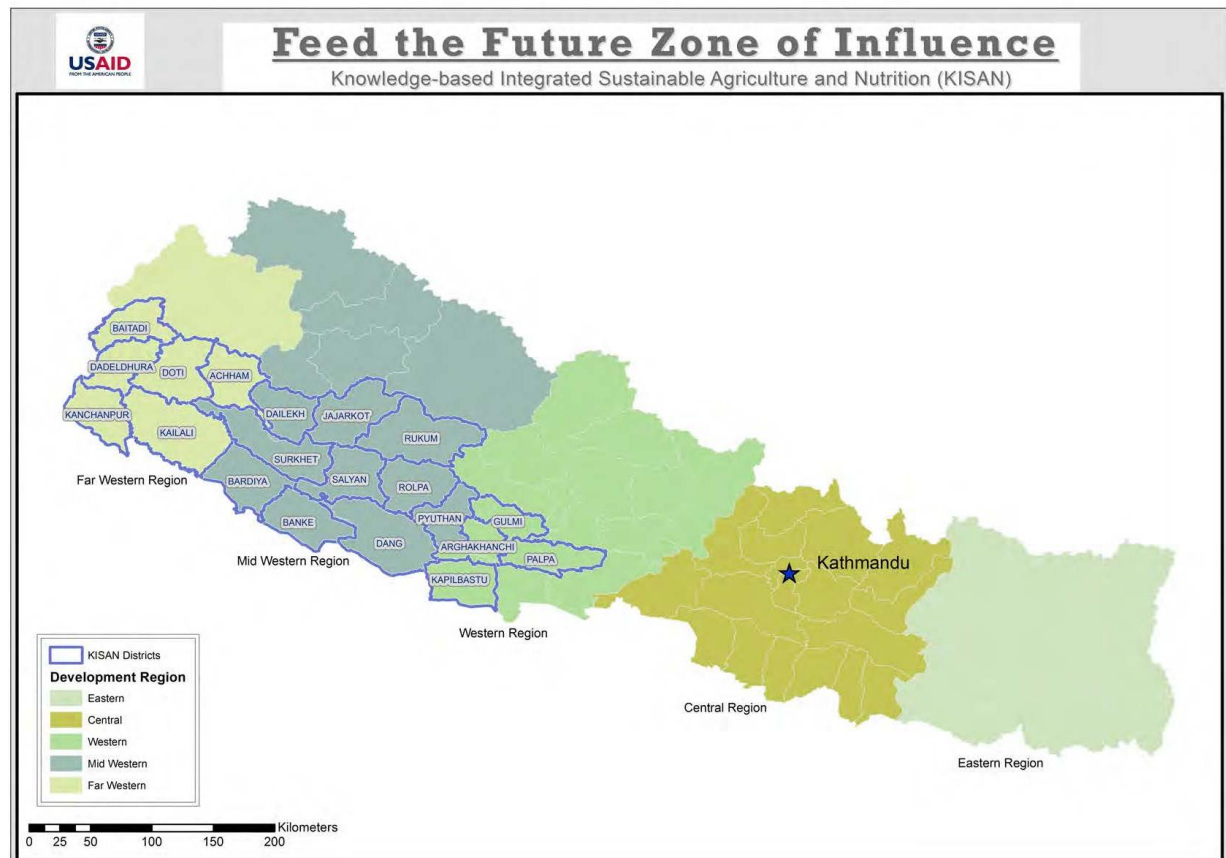 USAID
FROM THE AMERICAN PEOPLE
Feed the Future Zone of Influence
Knowledge-based Integrated Sustainable Agriculture and Nutrition (KISAN)
BAITADI
DADELDHURA
DOTI
ACHHAM
KANCHANPUR
KAILALI
DAILEKH
JAJARKOT
RUKUM
SURKHET
Far Western Region
BARDIYA
SALYAN
ROLPA
BANKE
PYUTHAN
GULMI
DANG
ARGHAKHANCHI
Mid Western Region
PALPA
Kathmandu
KAPILBASTU
Western Region
KISAN Districts
Development Region
Eastern
Central
Western
Mid Western
Far Western
Central Region
Eastern Region
Kilometers
0 25 50 100 150 200